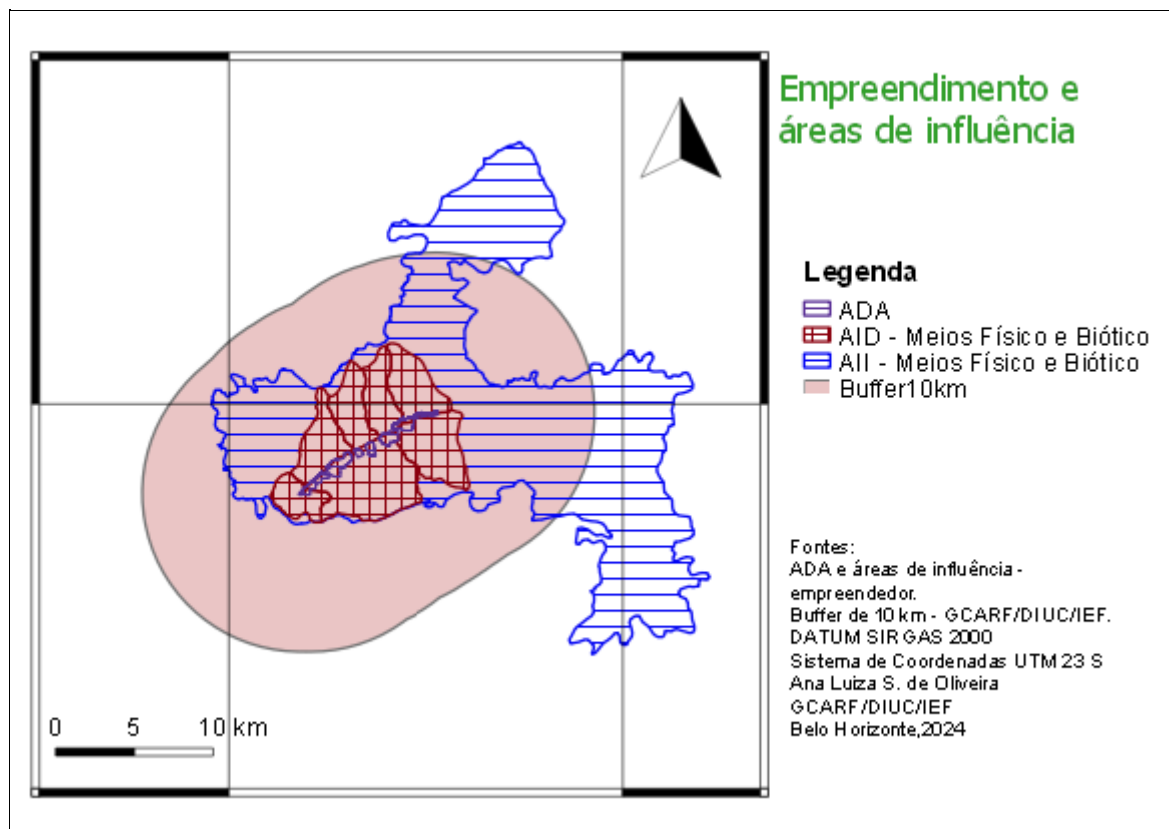 Empreendimento e
áreas de influência
Legenda
ADA
AID - Meios Físico e Biótico
AII - Meios Físico e Biótico
Buffer10km
Fontes:
ADA e áreas de influência -
empreendedor.
Buffer de 10 km - GCARF/DIUC/IEF.
DATUM SIRGAS 2000
Sistema de Coordenadas UTM 23 S
Ana Luiza S. de Oliveira
GCARF/DIUC/IEF
Belo Horizonte,2024
0 5 10 km